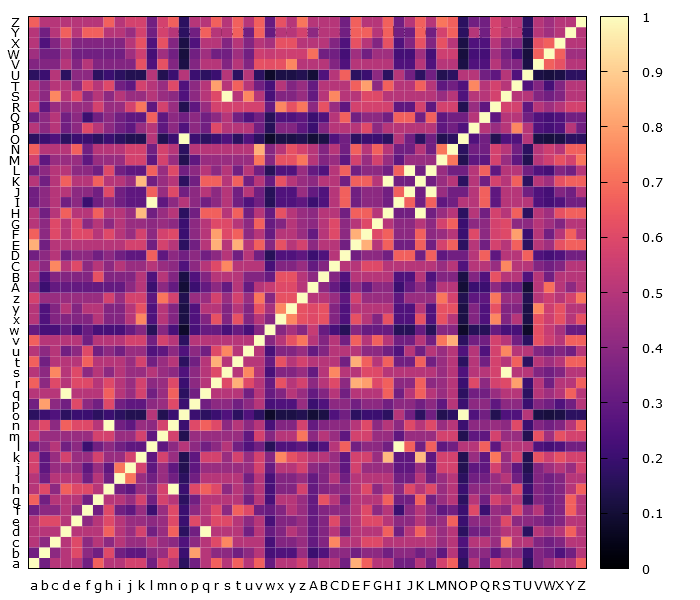 Z
Y
X
W
V
U
T
S
R
Q
P
O
N
M
L
K
J
I
H
G
F
E
D
C
B
A
z
y
x
w
v
u
t
s
r
q
p
o
n
m
l
k
j
i
h
g
f
e
d
c
b
a
a b c d e f g h i j k l m n o p q r s t u v w x y z A B C D E F G H I J K L M N O P Q R S T U V W X Y Z
1
0.9
0.8
0.7
0.6
0.5
0.4
0.3
0.2
0.1
0